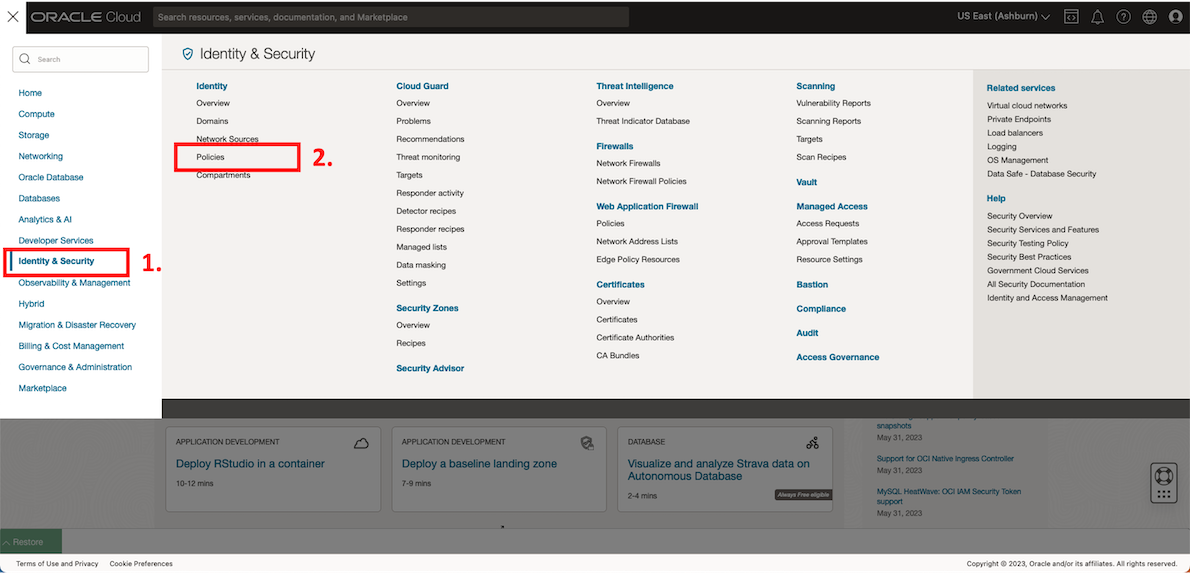 ORACLE Cloud
Search resources, services, documentation, and Marketplace
US East (Ashburn)
Search
Home
Compute
Storage
Networking
Oracle Database
Databases
Analytics & AI
Developer Services
Identity & Security
1.
Observability & Management
Hybrid
Migration & Disaster Recovery
Billing & Cost Management
Governance & Administration
Marketplace
Identity & Security
Identity
Overview
Domains
Network Sources
Policies
2.
Compartments
Cloud Guard
Overview
Problems
Recommendations
Threat monitoring
Targets
Responder activity
Detector recipes
Responder recipes
Managed lists
Data masking
Settings
Security Zones
Overview
Recipes
Security Advisor
Threat Intelligence
Overview
Threat Indicator Database
Firewalls
Network Firewalls
Network Firewall Policies
Web Application Firewall
Policies
Network Address Lists
Edge Policy Resources
Certificates
Overview
Certificates
Certificate Authorities
CA Bundles
Scanning
Vulnerability Reports
Scanning Reports
Targets
Scan Recipes
Vault
Managed Access
Access Requests
Approval Templates
Resource Settings
Bastion
Compliance
Audit
Access Governance
Related services
Virtual cloud networks
Private Endpoints
Load balancers
Logging
OS Management
Data Safe - Database Security
Help
Security Overview
Security Services and Features
Security Testing Policy
Security Best Practices
Government Cloud Services
All Security Documentation
Identity and Access Management
APPLICATION DEVELOPMENT
Deploy RStudio in a container
10-12 mins
APPLICATION DEVELOPMENT
Deploy a baseline landing zone
7-9 mins
DATABASE
Visualize and analyze Strava data on
Autonomous Database
2-4 mins
Always Free eligible
snapshots
May 31, 2023
Support for OCI Native Ingress Controller
May 31, 2023
MySQL HeatWave: OCI IAM Security Token
support
May 31, 2023
Restore
Terms of Use and Privacy
Cookie Preferences
Copyright © 2023, Oracle and/or its affiliates. All rights reserved.